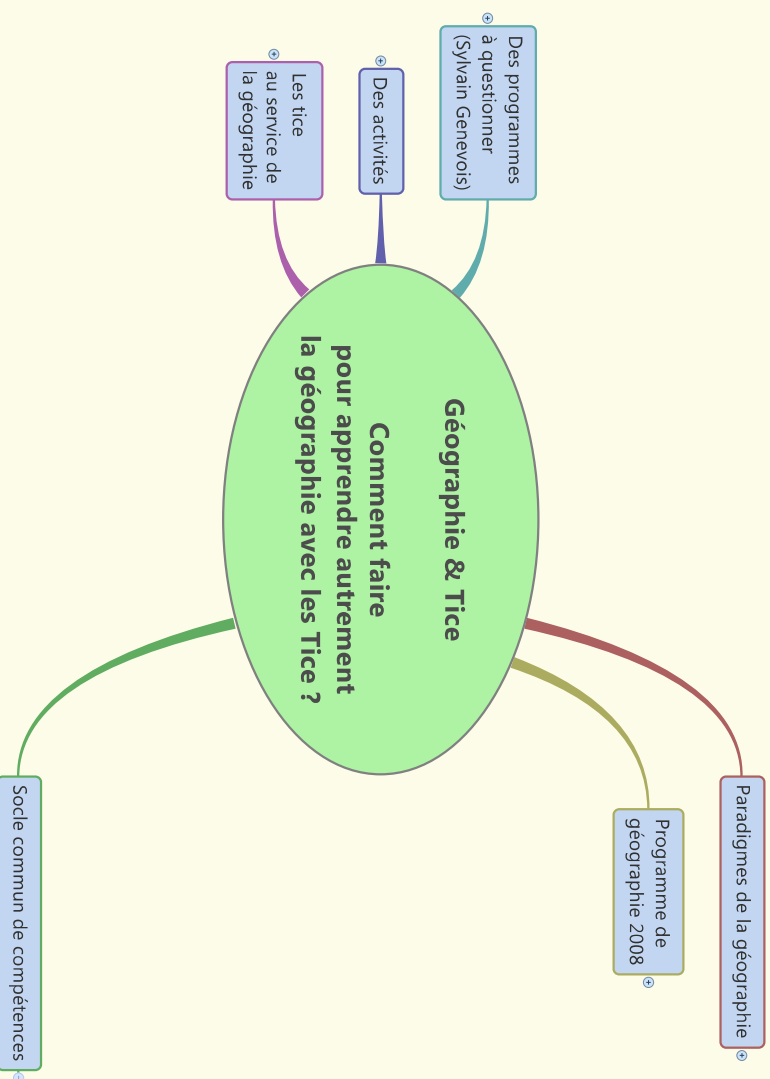 Géographie & Tice
Comment faire
pour apprendre autrement
la géographie avec les Tice ?
Paradigmes de la géographie
Programme de
géographie 2008
Socle commun de compétences
Des programmes
à questionner
(Sylvain Genevois)
Des activités
Les tice
au service de
la géographie